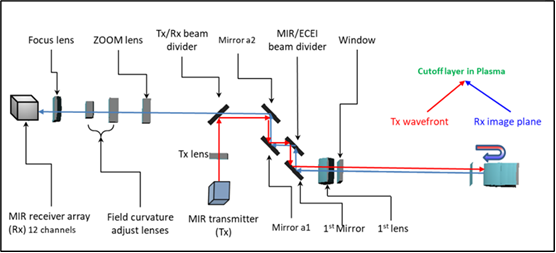 Focus lens
ZOOM lens
Tx/Rx beam
divider
Mirror a2
MIR/ECEI
beam divider
Window
Cutoff layer in Plasma
Tx wavefront
Rx image plane
Tx lens
MIR receiver array
(Rx) 12 channels
Field curvature
adjust lenses
MIR transmitter
(Tx)
Mirror a1
1st Mirror
1st lens